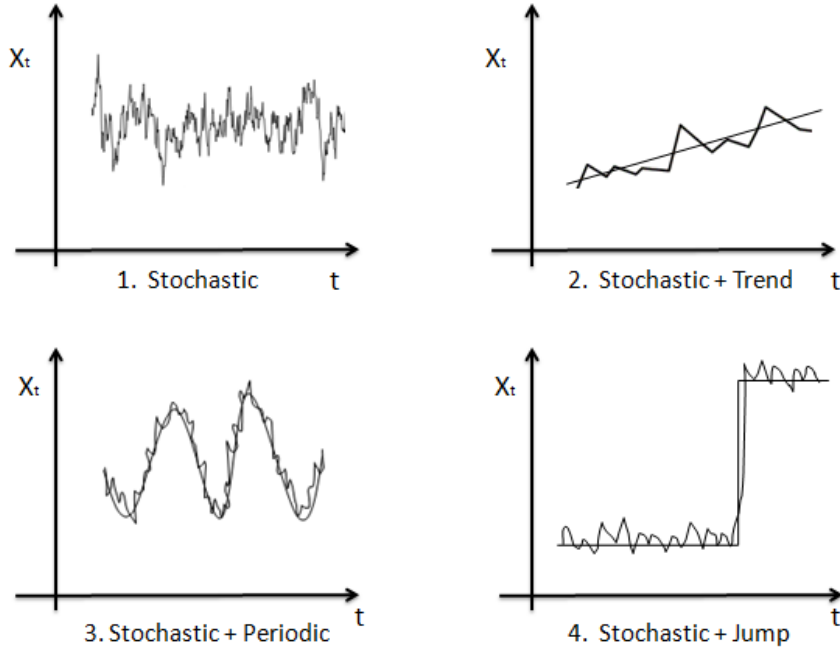 Xt
Xt
1. Stochastic
t
2. Stochastic + Trend
t
Xt
Xt
t
3. Stochastic + Periodic
t
4. Stochastic + Jump